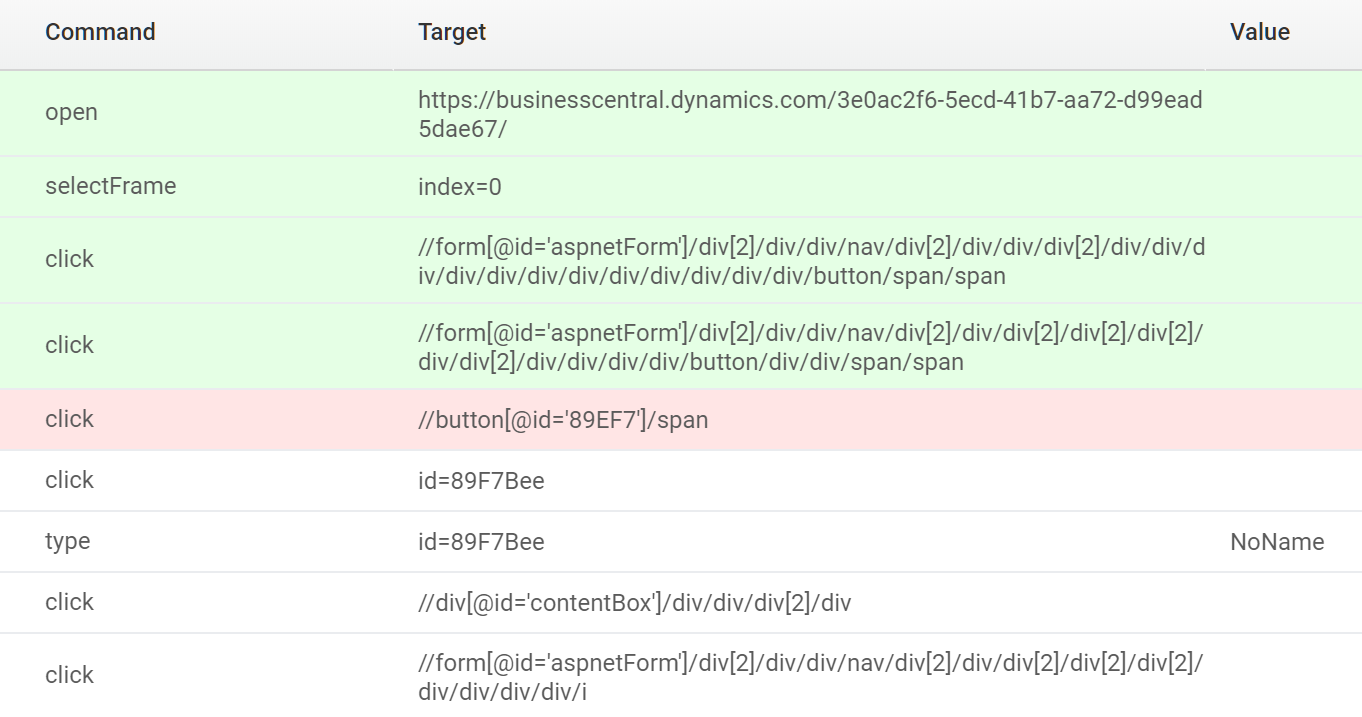 Command Target Value
https://businesscentral.dynamics.com/3e0ac2f6-5ecd-41b7-aa72-d99ead
open
5dae67/
selectFrame index=0
//form[@id='aspnetForm']/div[2]/div/div/nav/div[2]/div/div/div[2]/div/div/d
click
iv/div/div/div/div/div/div/div/div/div/button/span/span
//form[@id='aspnetForm']/div[2]/div/div/nav/div[2]/div/div[2]/div[2]/div[2]/
click
div/div[2]/div/div/div/div/button/div/div/span/span
click //button[@id='89EF7']/span
click id=89F7Bee
type id=89F7Bee NoName
click //div[@id='contentBox']/div/div/div[2]/div
//form[@id='aspnetForm']/div[2]/div/div/nav/div[2]/div/div[2]/div[2]/div[2]/
click
div/div/div/div/i